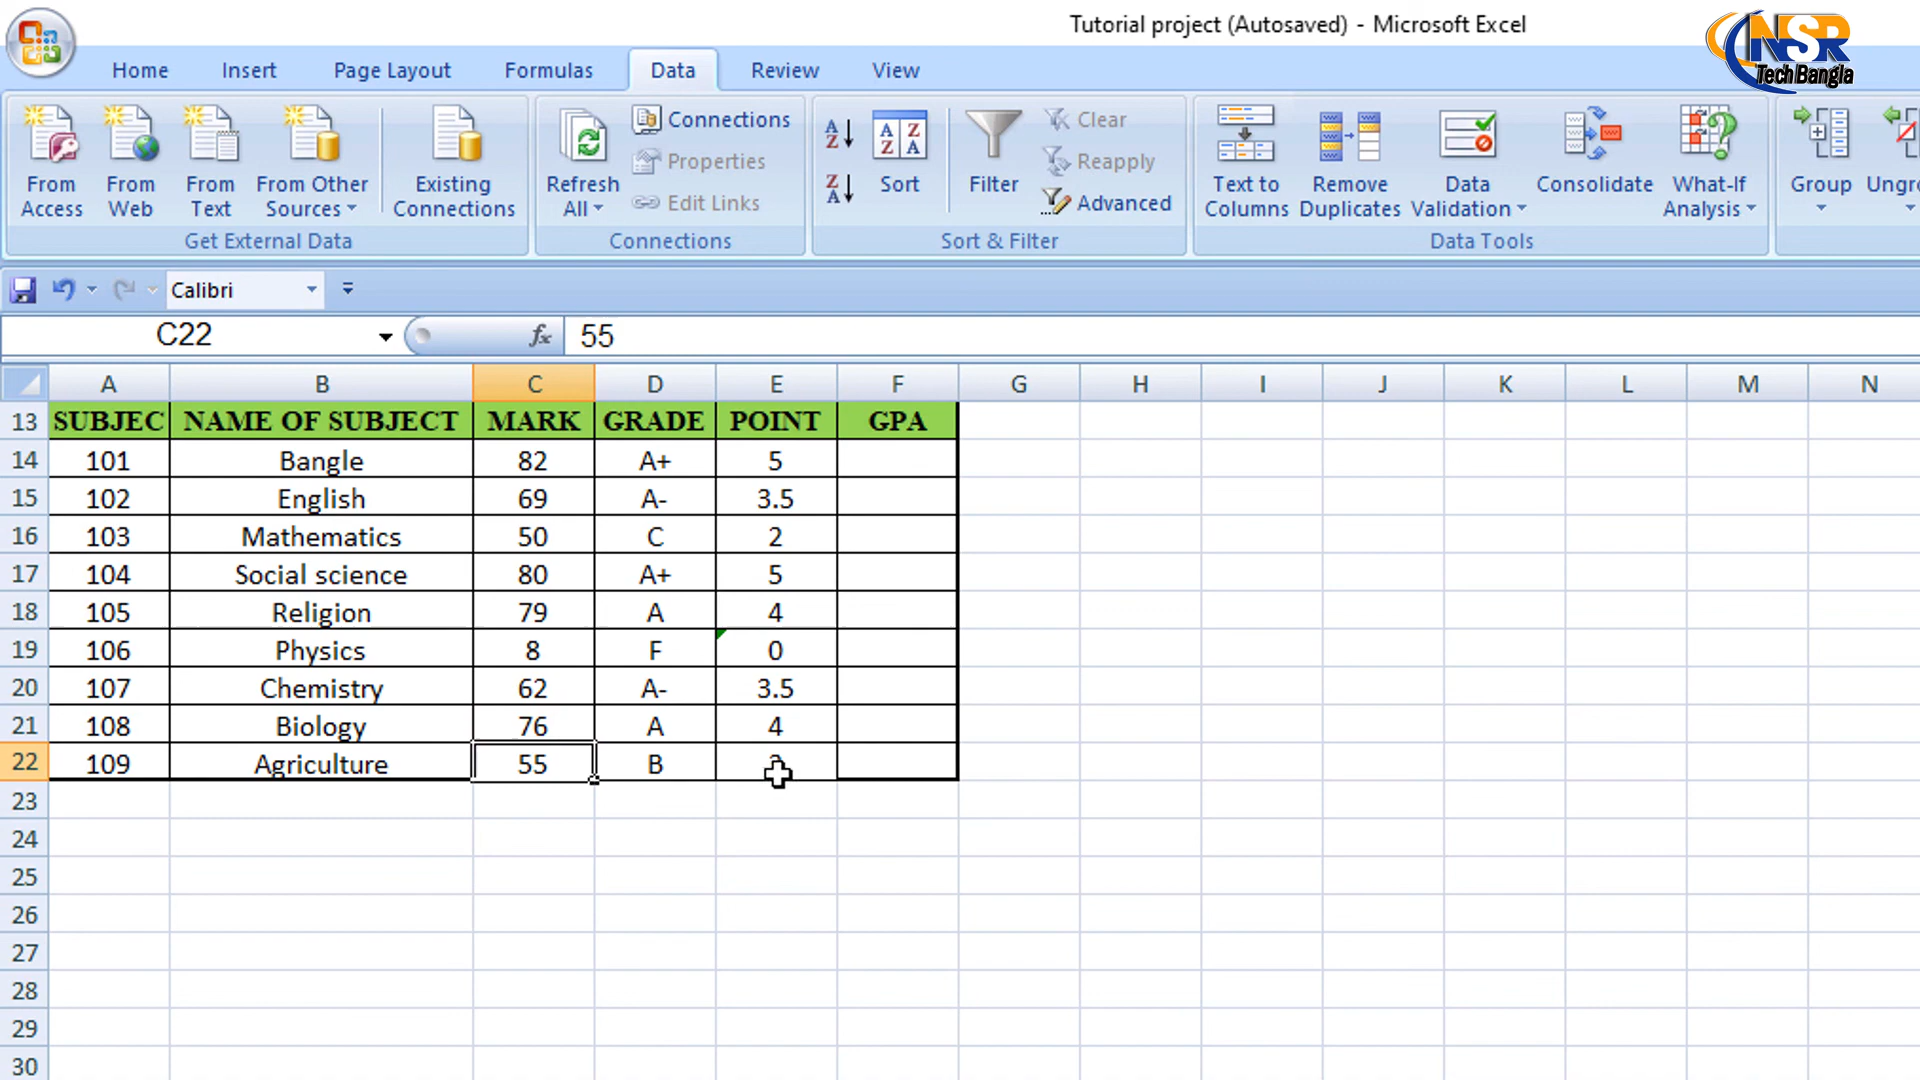 Tutorial project (Autosaved) - Microsoft Excel
NSR
TechBangla
Home Insert Page Layout Formulas Data Review View
From Access
From Web
From Text
From Other Sources
Existing Connections
Get External Data
Refresh All
Connections
Properties
Edit Links
Connections
Sort
Filter
Clear
Reapply
Advanced
Sort & Filter
Text to Columns
Remove Duplicates
Data Validation
Consolidate
What-If Analysis
Data Tools
Group
Ungr
Calibri
C22 fx 55
A B C D E F G H I J K L M N
13 SUBJEC NAME OF SUBJECT MARK GRADE POINT GPA
14 101 Bangle 82 A+ 5
15 102 English 69 A- 3.5
16 103 Mathematics 50 C 2
17 104 Social science 80 A+ 5
18 105 Religion 79 A 4
19 106 Physics 8 F 0
20 107 Chemistry 62 A- 3.5
21 108 Biology 76 A 4
22 109 Agriculture 55 B
23
24
25
26
27
28
29
30